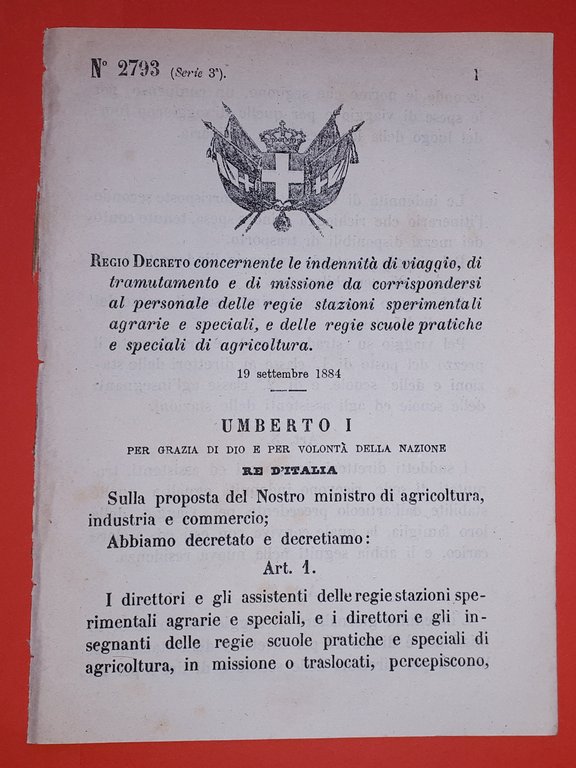 N° 2793 (Serie 3ª).
1
REGIO DECRETO concernente le indennità di viaggio, di
tramutamento e di missione da corrispondersi
al personale delle regie stazioni sperimentali
agrarie e speciali, e delle regie scuole pratiche
e speciali di agricoltura.
19 settembre 1884
UMBERTO I
PER GRAZIA DI DIO E PER VOLONTÀ DELLA NAZIONE
RE D'ITALIA
Sulla proposta del Nostro ministro di agricoltura,
industria e commercio;
Abbiamo decretato e decretiamo:
Art. 1.
I direttori e gli assistenti delle regie stazioni spe-
rimentali agrarie e speciali, e i direttori e gli in-
segnanti delle regie scuole pratiche e speciali di
agricoltura, in missione o traslocati, percepiscono,